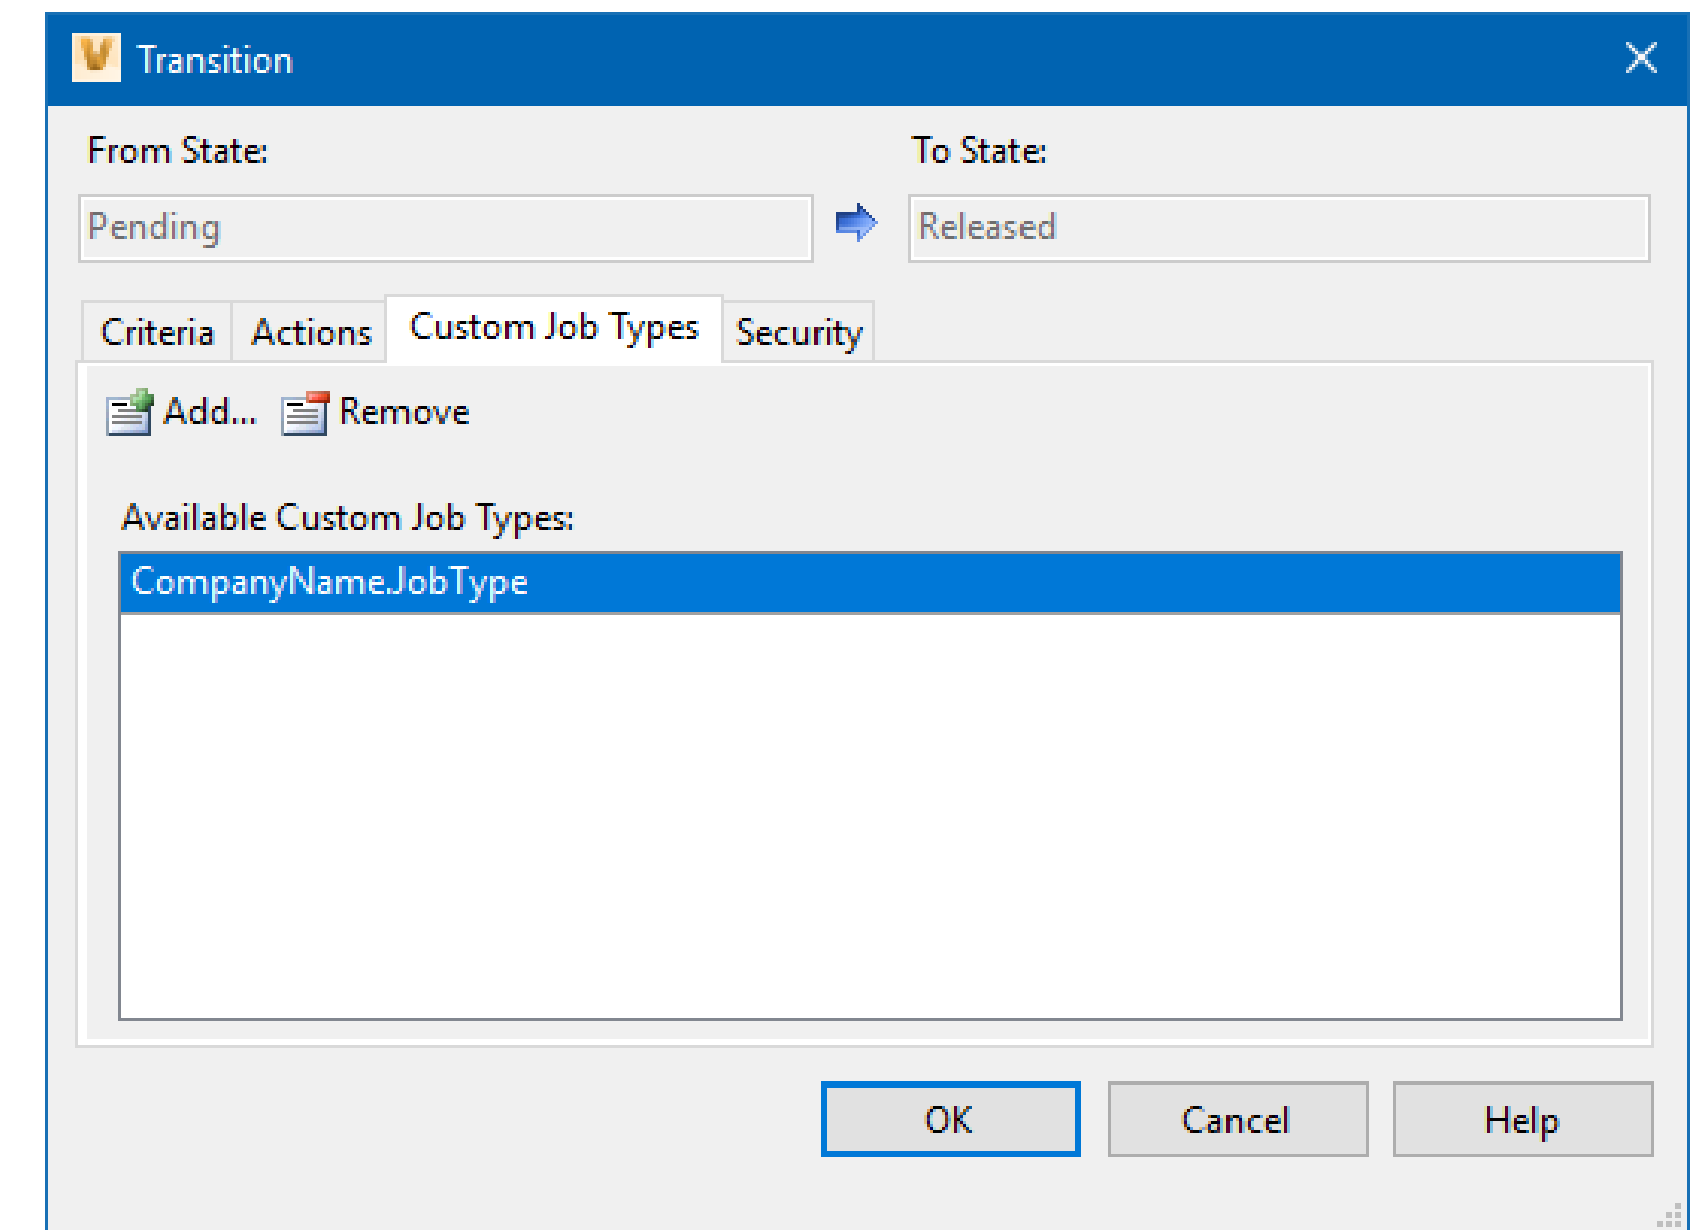 Transition
From State: To State:
Pending Released
Criteria Actions Custom Job Types Security
Add... Remove
Available Custom Job Types:
CompanyName.JobType
OK Cancel Help